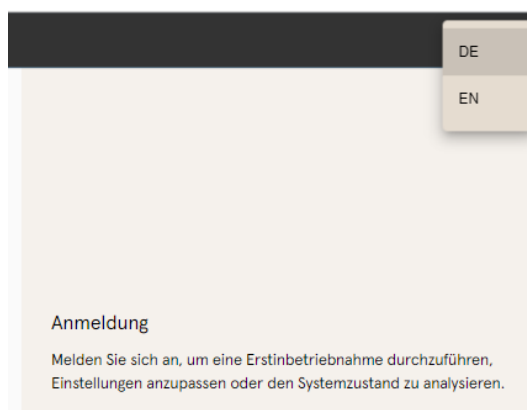 DE
EN
Anmeldung
Melden Sie sich an, um eine Erstinbetriebnahme durchzuführen,
Einstellungen anzupassen oder den Systemzustand zu analysieren.